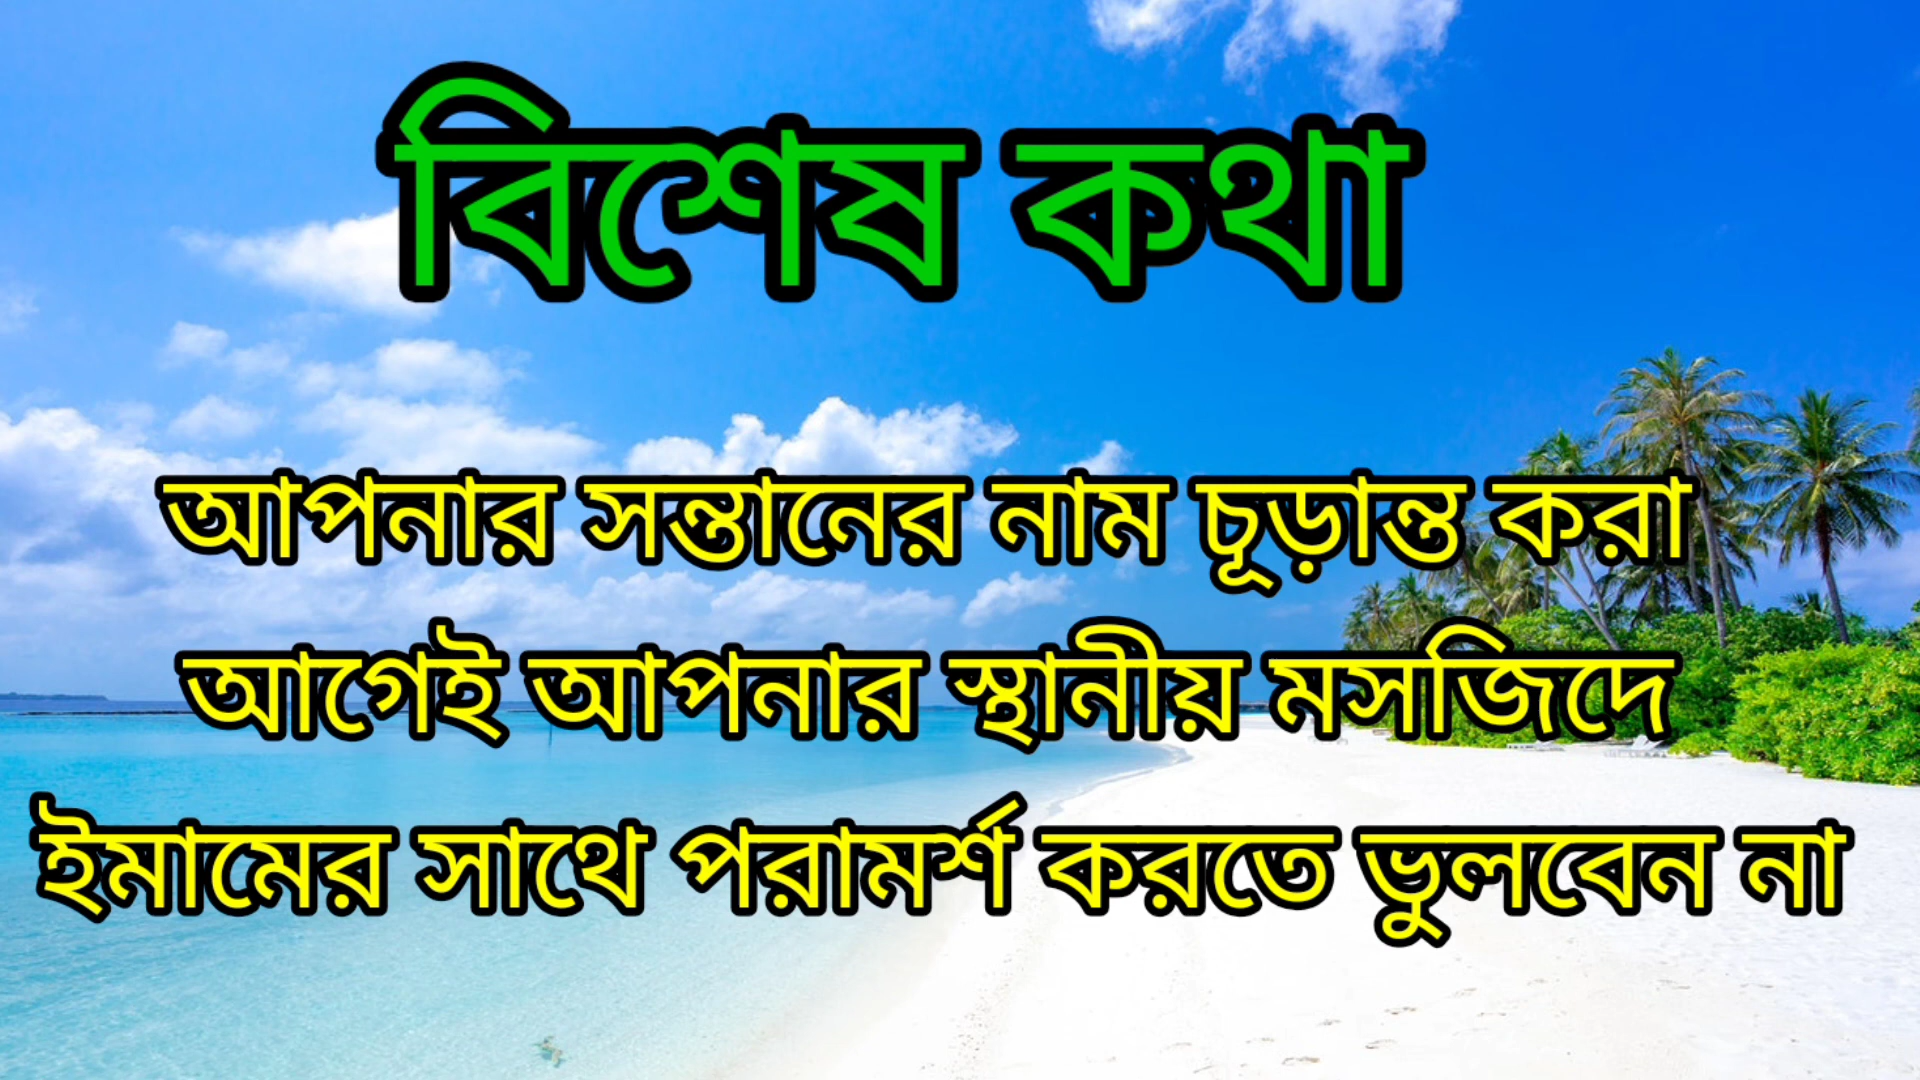 বিশেষ কথা
আপনার সন্তানের নাম চূড়ান্ত করা
আগেই আপনার স্থানীয় মসজিদে
ইমামের সাথে পরামর্শ করতে ভুলবেন না